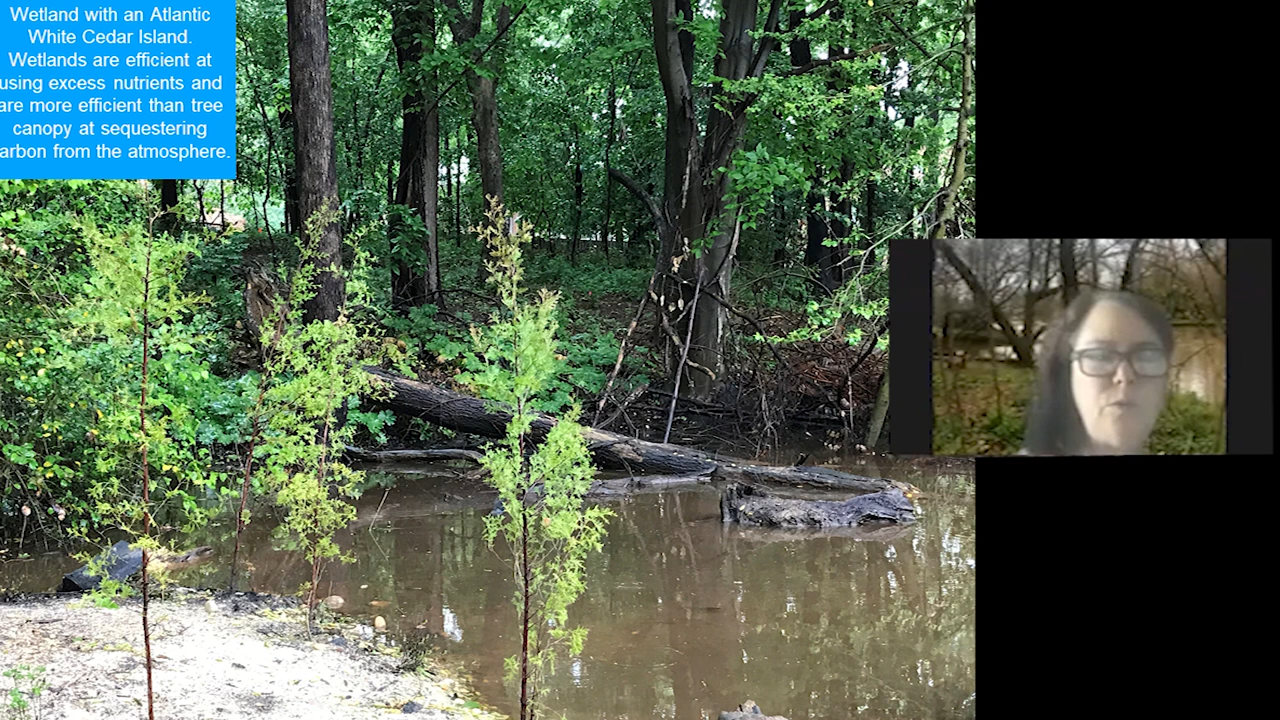 Wetland with an Atlantic
White Cedar Island.
Wetlands are efficient at
using excess nutrients and
are more efficient than tree
canopy at sequestering
arbon from the atmosphere.